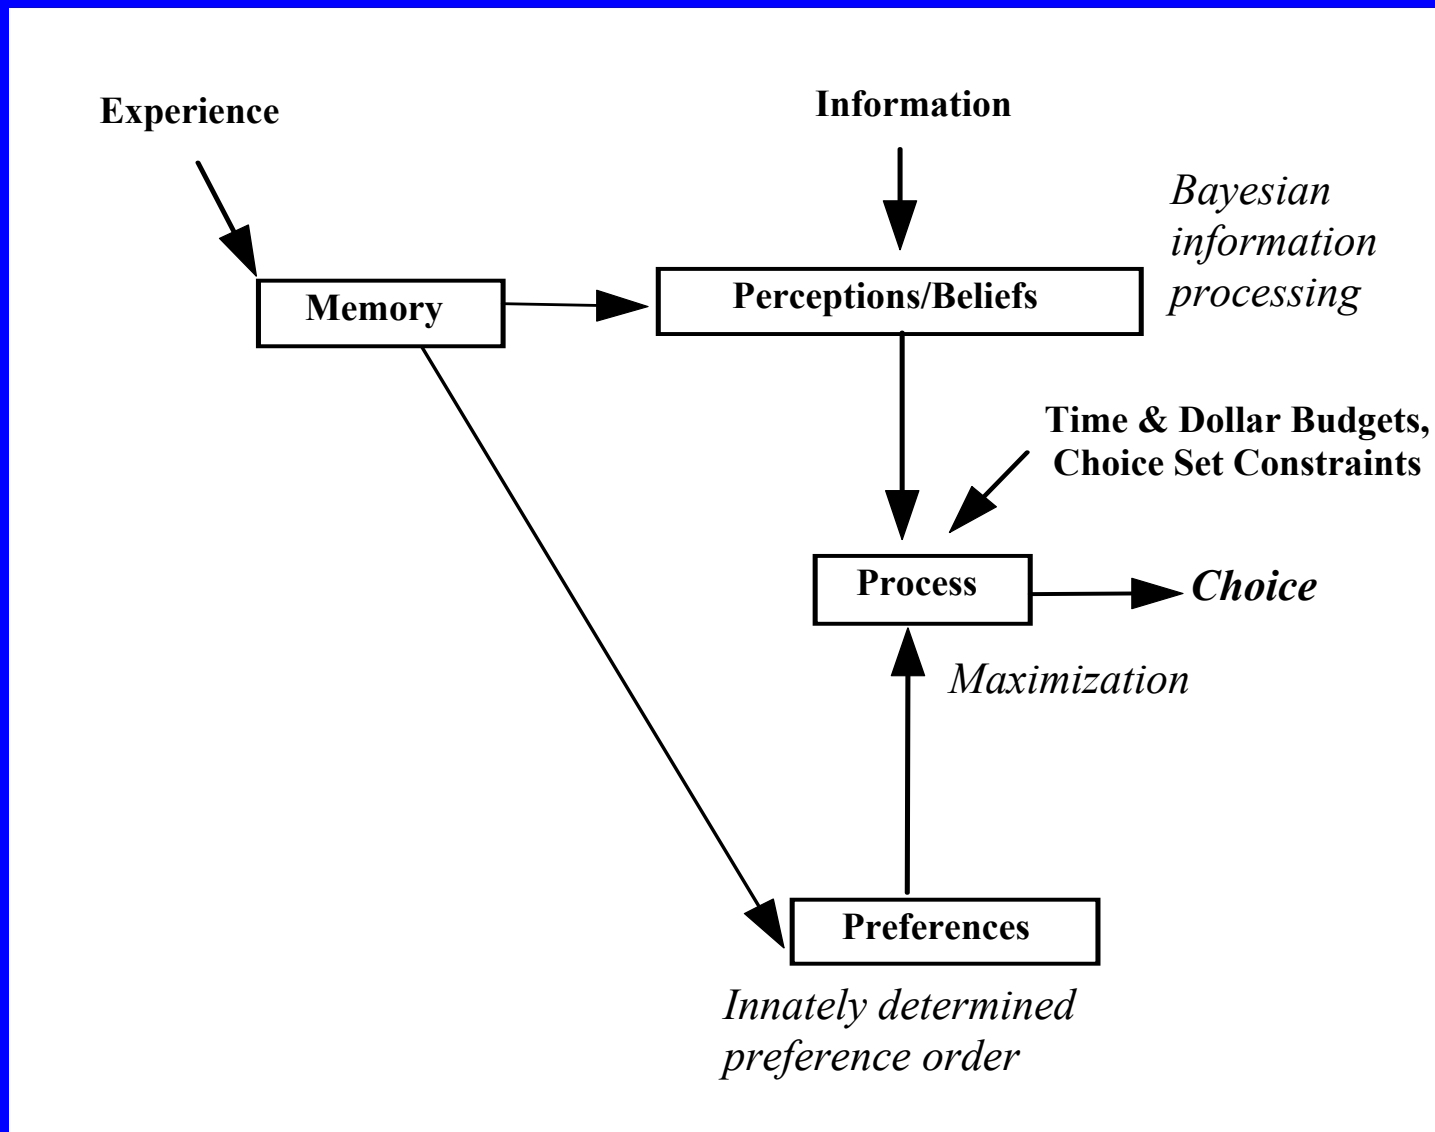 Experience
Information
Bayesian
information
processing
Memory
Perceptions/Beliefs
Time & Dollar Budgets,
Choice Set Constraints
Process
Choice
Maximization
Preferences
Innately determined
preference order